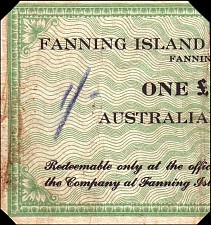 FANNING ISLAND
FANNIN
ONE £
AUSTRALIA
Redeemable only at the offic
the Company at Fanning Isl